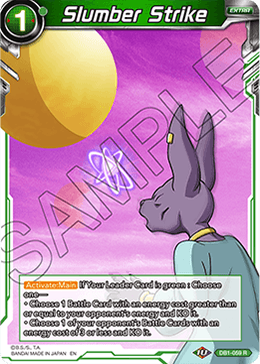 1
Slumber Strike
EXTRA
SAMPLE
Activate:Main If Your Leader Card is green : Choose
one—
• Choose 1 Battle Card with an energy cost greater than
or equal to your opponent's energy and KO it.
• Choose 1 of your opponent's Battle Cards with an
energy cost of 3 or less and KO it.
©B.S./S., T.A.
BANDAI MADE IN JAPAN EN
DB1-059 R